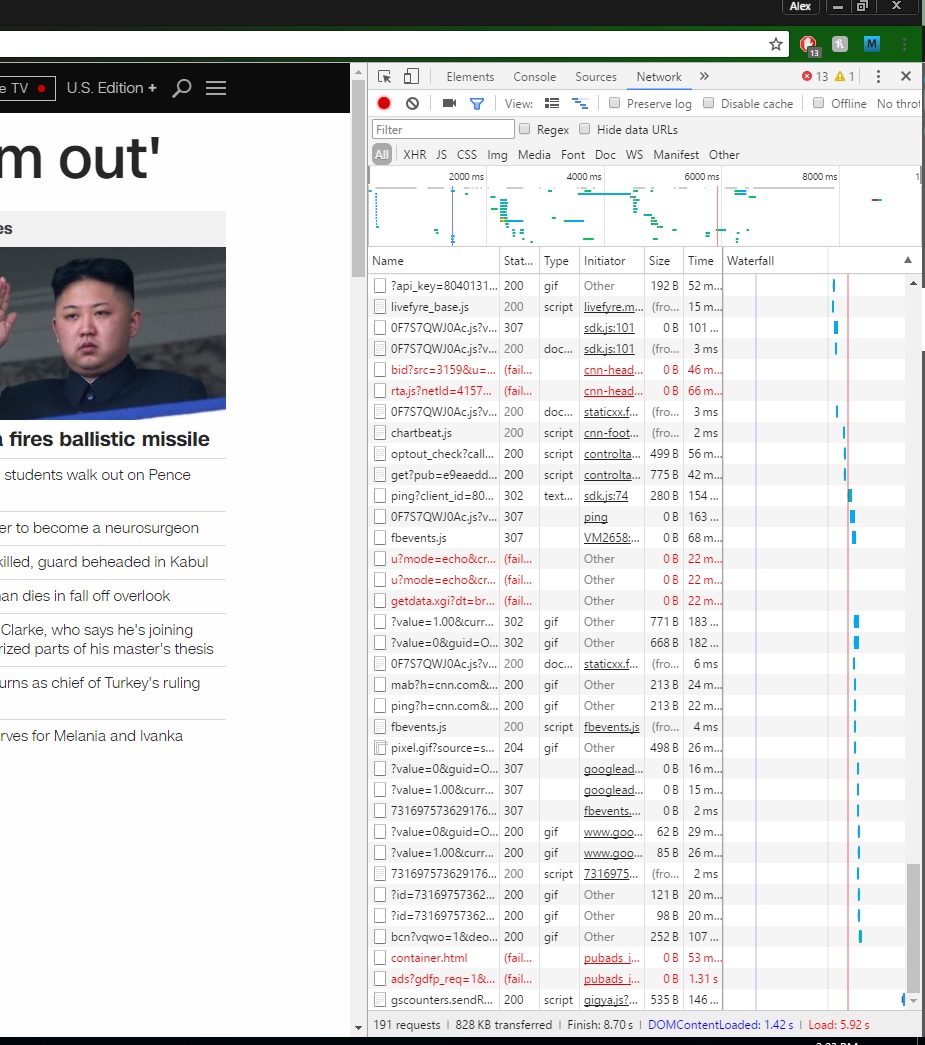 Alex
13
M
e TV
U.S. Edition +
m out'
es
a fires ballistic missile
students walk out on Pence
er to become a neurosurgeon
killed, guard beheaded in Kabul
an dies in fall off overlook
Clarke, who says he's joining
rized parts of his master's thesis
urns as chief of Turkey's ruling
rves for Melania and Ivanka
Elements Console Sources Network » 13 1
View: Preserve log Disable cache Offline No throt
Filter Regex Hide data URLs
All XHR JS CSS Img Media Font Doc WS Manifest Other
2000 ms 4000 ms 6000 ms 8000 ms 1
Name Stat... Type Initiator Size Time Waterfall
?api_key=8040131... 200 gif Other 192 B 52 m...
livefyre_base.js 200 script livefyre.m... (fro... 15 m...
0F7S7QWJ0Ac.js?v... 307 sdk.js:101 0 B 101 ...
0F7S7QWJ0Ac.js?v... 200 doc... sdk.js:101 (fro... 3 ms
bid?src=3159&u=... (fail... cnn-head... 0 B 46 m...
rta.js?netId=4157... (fail... cnn-head... 0 B 66 m...
0F7S7QWJ0Ac.js?v... 200 doc... staticxx.f... (fro... 3 ms
chartbeat.js 200 script cnn-foot... (fro... 2 ms
optout_check?call... 200 script controlta... 499 B 56 m...
get?pub=e9eaedd... 200 script controlta... 775 B 42 m...
ping?client_id=80... 302 text... sdk.js:74 280 B 154 ...
0F7S7QWJ0Ac.js?v... 307 ping 0 B 163 ...
fbevents.js 307 VM2658:... 0 B 68 m...
u?mode=echo&cr... (fail... Other 0 B 22 m...
u?mode=echo&cr... (fail... Other 0 B 22 m...
getdata.xgi?dt=br... (fail... Other 0 B 22 m...
?value=1.00&curr... 302 gif Other 771 B 183 ...
?value=0&guid=O... 302 gif Other 668 B 182 ...
0F7S7QWJ0Ac.js?v... 200 doc... staticxx.f... (fro... 6 ms
mab?h=cnn.com&... 200 gif Other 213 B 24 m...
ping?h=cnn.com&... 200 gif Other 213 B 22 m...
fbevents.js 200 script fbevents.js (fro... 4 ms
pixel.gif?source=s... 204 gif Other 498 B 26 m...
?value=0&guid=O... 307 googlead... 0 B 16 m...
?value=1.00&curr... 307 googlead... 0 B 15 m...
731697573629176... 307 fbevents.... 0 B 2 ms
?value=0&guid=O... 200 gif www.goo... 62 B 29 m...
?value=1.00&curr... 200 gif www.goo... 85 B 26 m...
731697573629176... 200 script 7316975... (fro... 2 ms
?id=73169757362... 200 gif Other 121 B 20 m...
?id=73169757362... 200 gif Other 98 B 20 m...
bcn?vqwo=1&deo... 200 gif Other 252 B 107 ...
container.html (fail... pubads_i... 0 B 53 m...
ads?gdfp_req=1&... (fail... pubads_i... 0 B 1.31 s
gscounters.sendR... 200 script gigya.js?... 535 B 146 ...
191 requests | 828 KB transferred | Finish: 8.70 s | DOMContentLoaded: 1.42 s | Load: 5.92 s